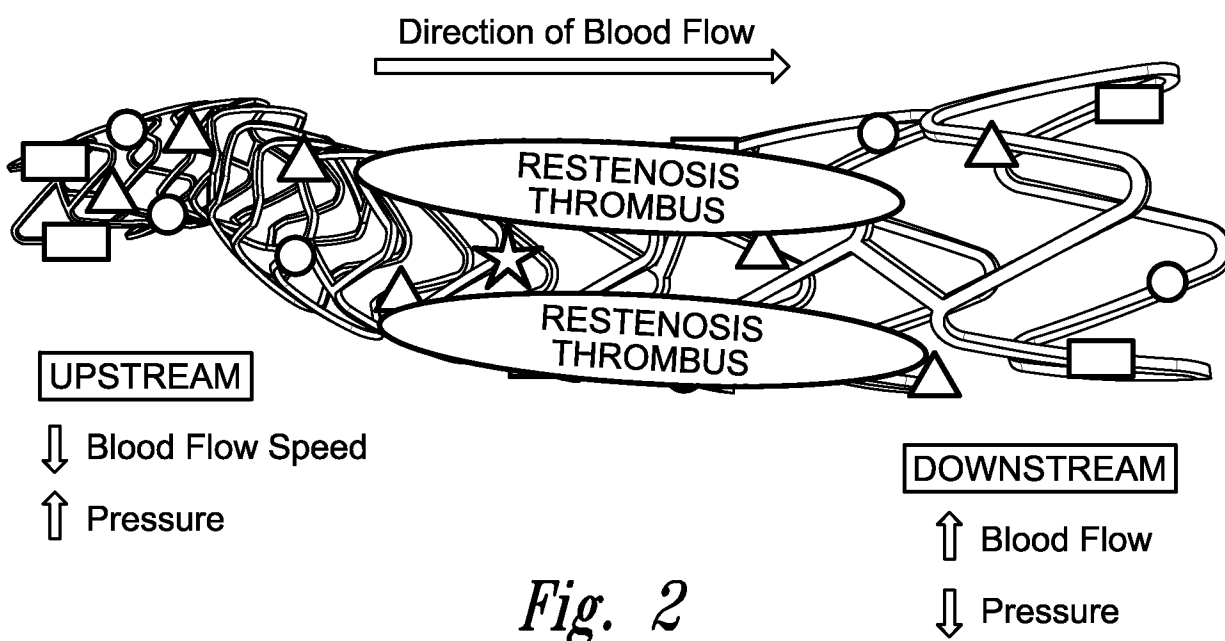 Direction of Blood Flow
RESTENOSIS
THROMBUS
RESTENOSIS
THROMBUS
UPSTREAM
Blood Flow Speed
Pressure
DOWNSTREAM
Blood Flow
Pressure
Fig. 2